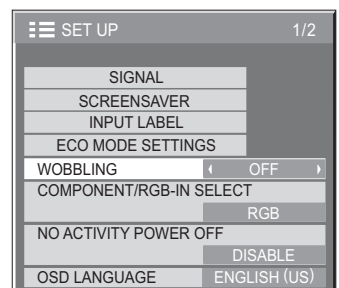 SET UP 1/2
SIGNAL
SCREENSAVER
INPUT LABEL
ECO MODE SETTINGS
WOBBLING OFF
COMPONENT/RGB-IN SELECT
RGB
NO ACTIVITY POWER OFF
DISABLE
OSD LANGUAGE ENGLISH (US)